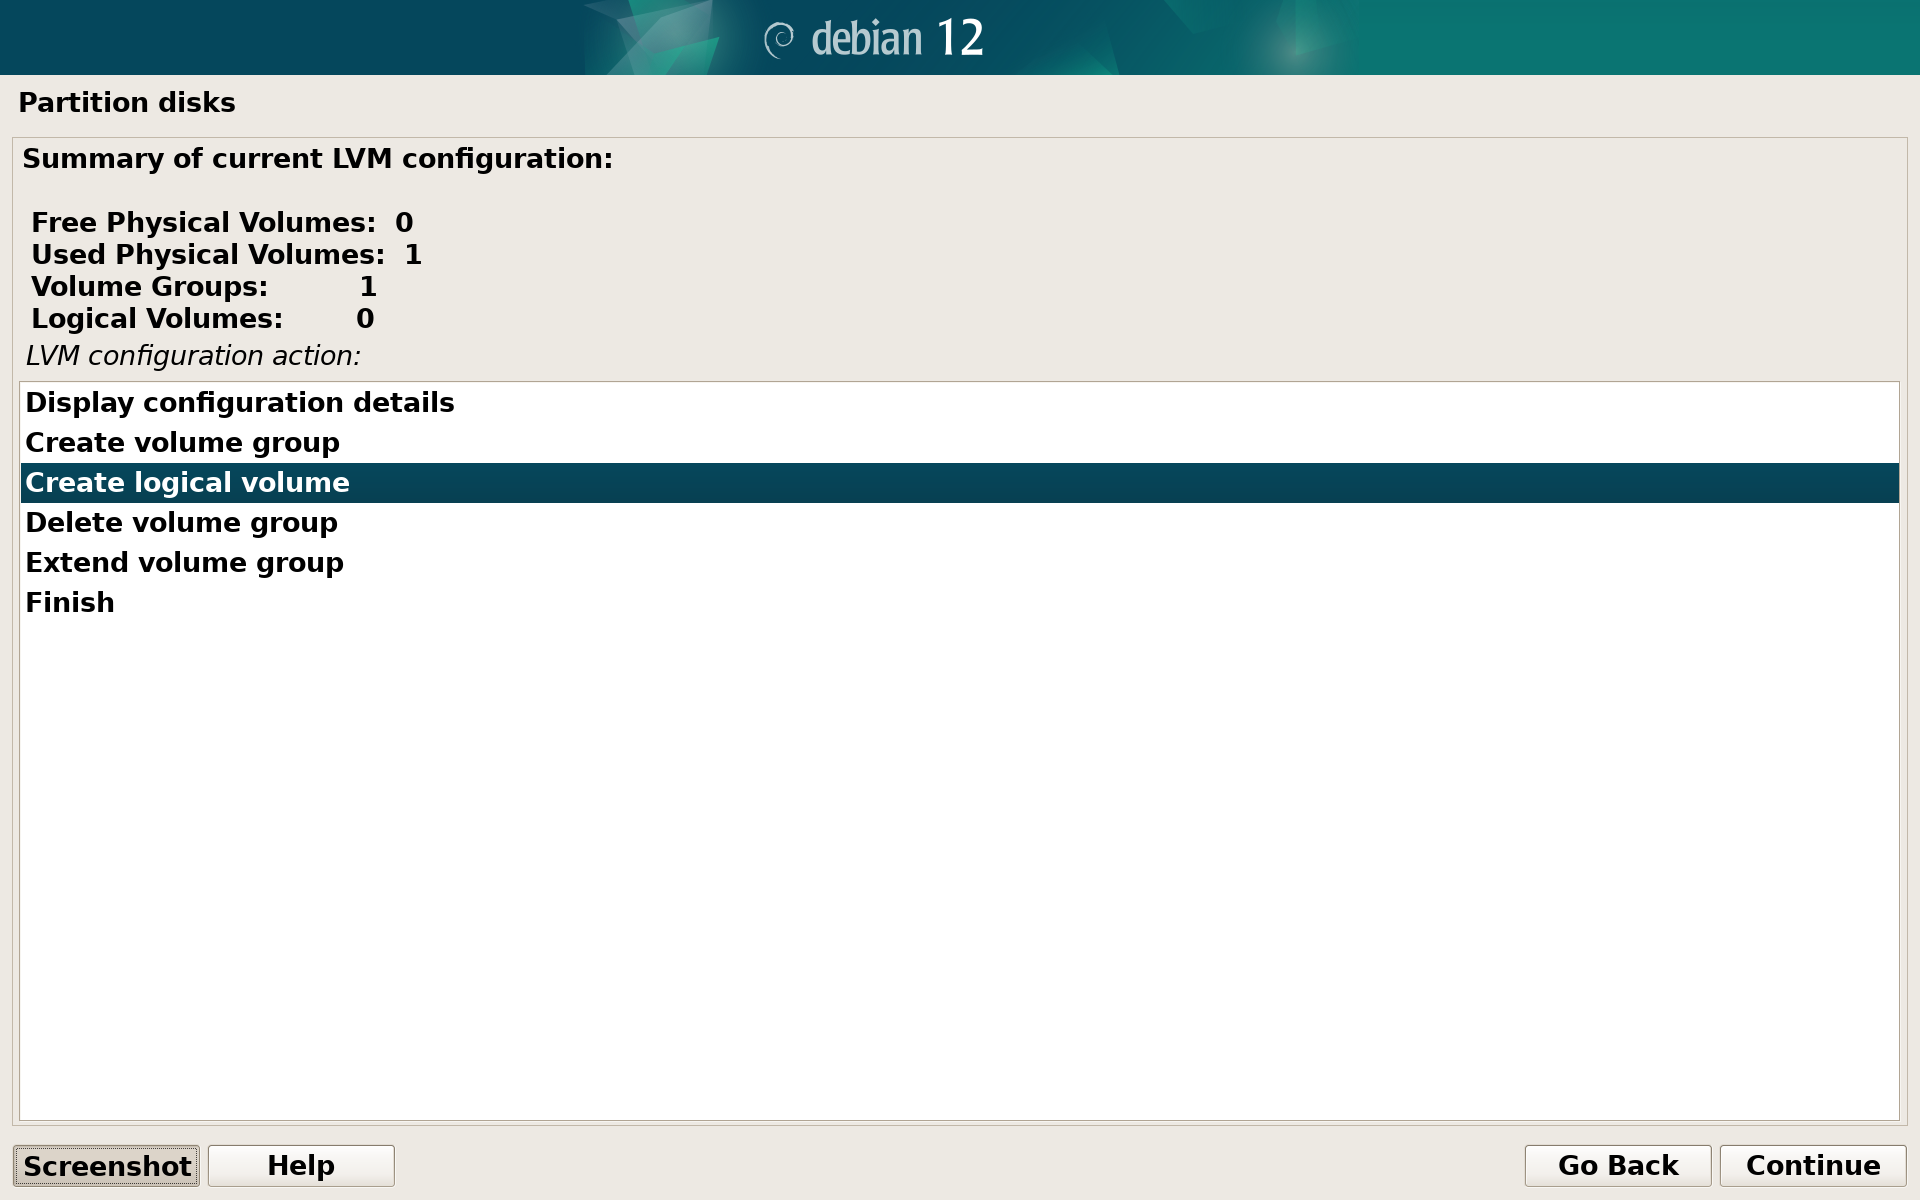 debian 12
Partition disks
Summary of current LVM configuration:
Free Physical Volumes: 0
Used Physical Volumes: 1
Volume Groups: 1
Logical Volumes: 0
LVM configuration action:
Display configuration details
Create volume group
Create logical volume
Delete volume group
Extend volume group
Finish
Screenshot Help Go Back Continue